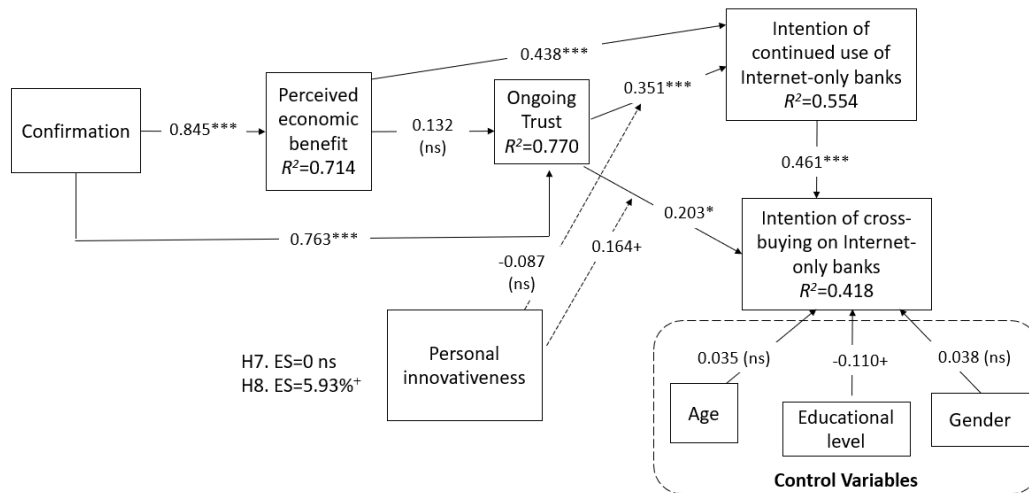 Confirmation
0.845***
Perceived
economic
benefit
R²=0.714
0.132
(ns)
Ongoing
Trust
R²=0.770
0.438***
0.351***
Intention of
continued use of
Internet-only banks
R²=0.554
0.461***
0.763***
0.203*
Intention of cross-
buying on Internet-
only banks
R²=0.418
-0.087
(ns)
0.164+
Personal
innovativeness
H7. ES=0 ns
H8. ES=5.93%⁺
0.035 (ns)
-0.110+
0.038 (ns)
Age
Educational
level
Gender
Control Variables